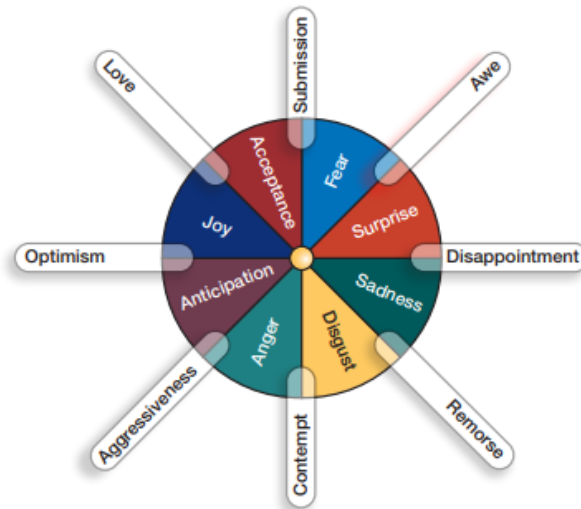 Submission
Love
Awe
Acceptance
Fear
Joy
Surprise
Optimism
Disappointment
Anticipation
Sadness
Anger
Disgust
Aggressiveness
Remorse
Contempt